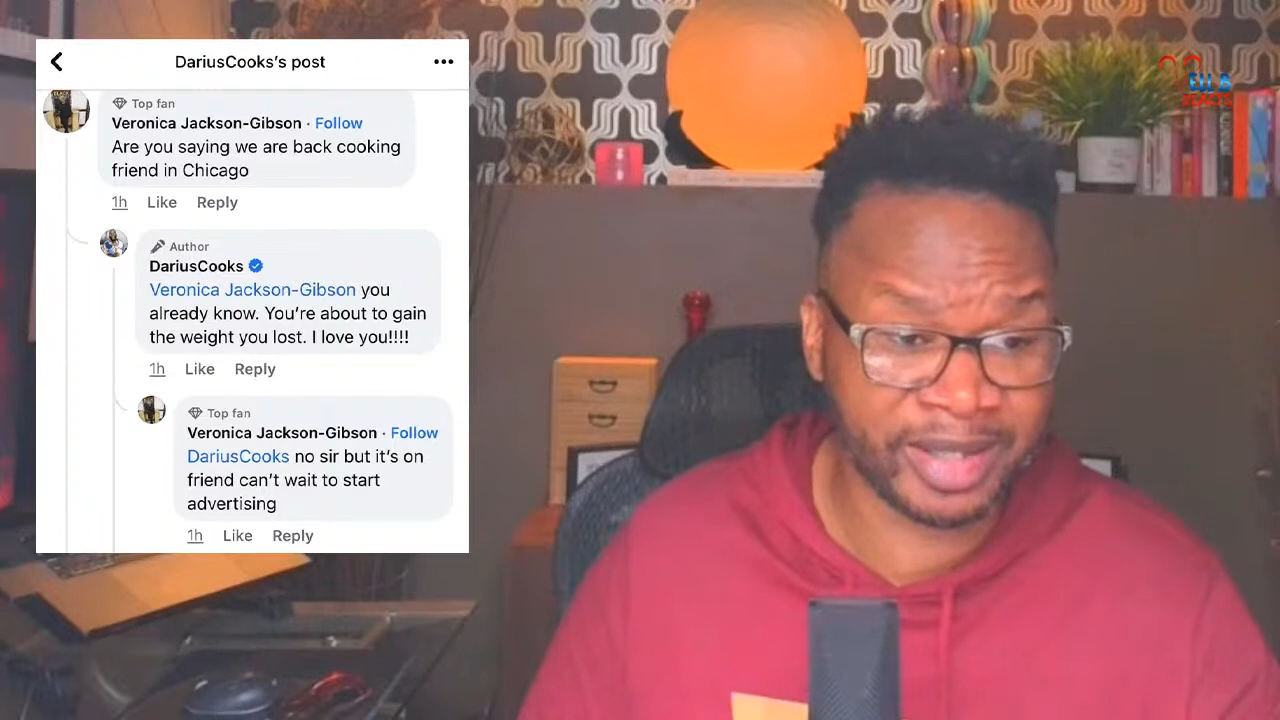 DariusCooks's post
Top fan
Veronica Jackson-Gibson · Follow
Are you saying we are back cooking
friend in Chicago
1h Like Reply
Author
DariusCooks
Veronica Jackson-Gibson you
already know. You're about to gain
the weight you lost. I love you!!!!
1h Like Reply
Top fan
Veronica Jackson-Gibson · Follow
DariusCooks no sir but it's on
friend can't wait to start
advertising
1h Like Reply